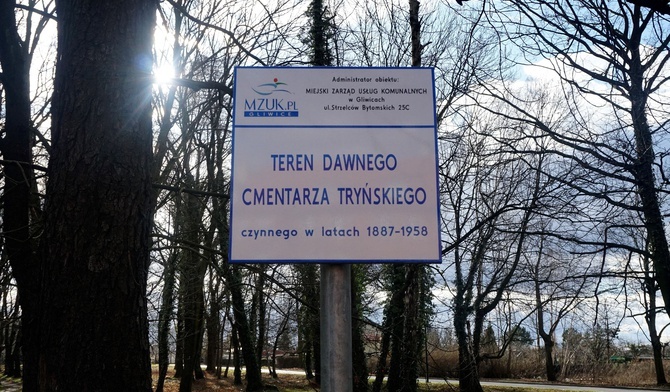 MZUK.PL
GLIWICE
Administrator obiektu:
MIEJSKI ZARZĄD USŁUG KOMUNALNYCH
w Gliwicach
ul.Strzelców Bytomskich 25C
TEREN DAWNEGO
CMENTARZA TRYŃSKIEGO
czynnego w latach 1887-1958